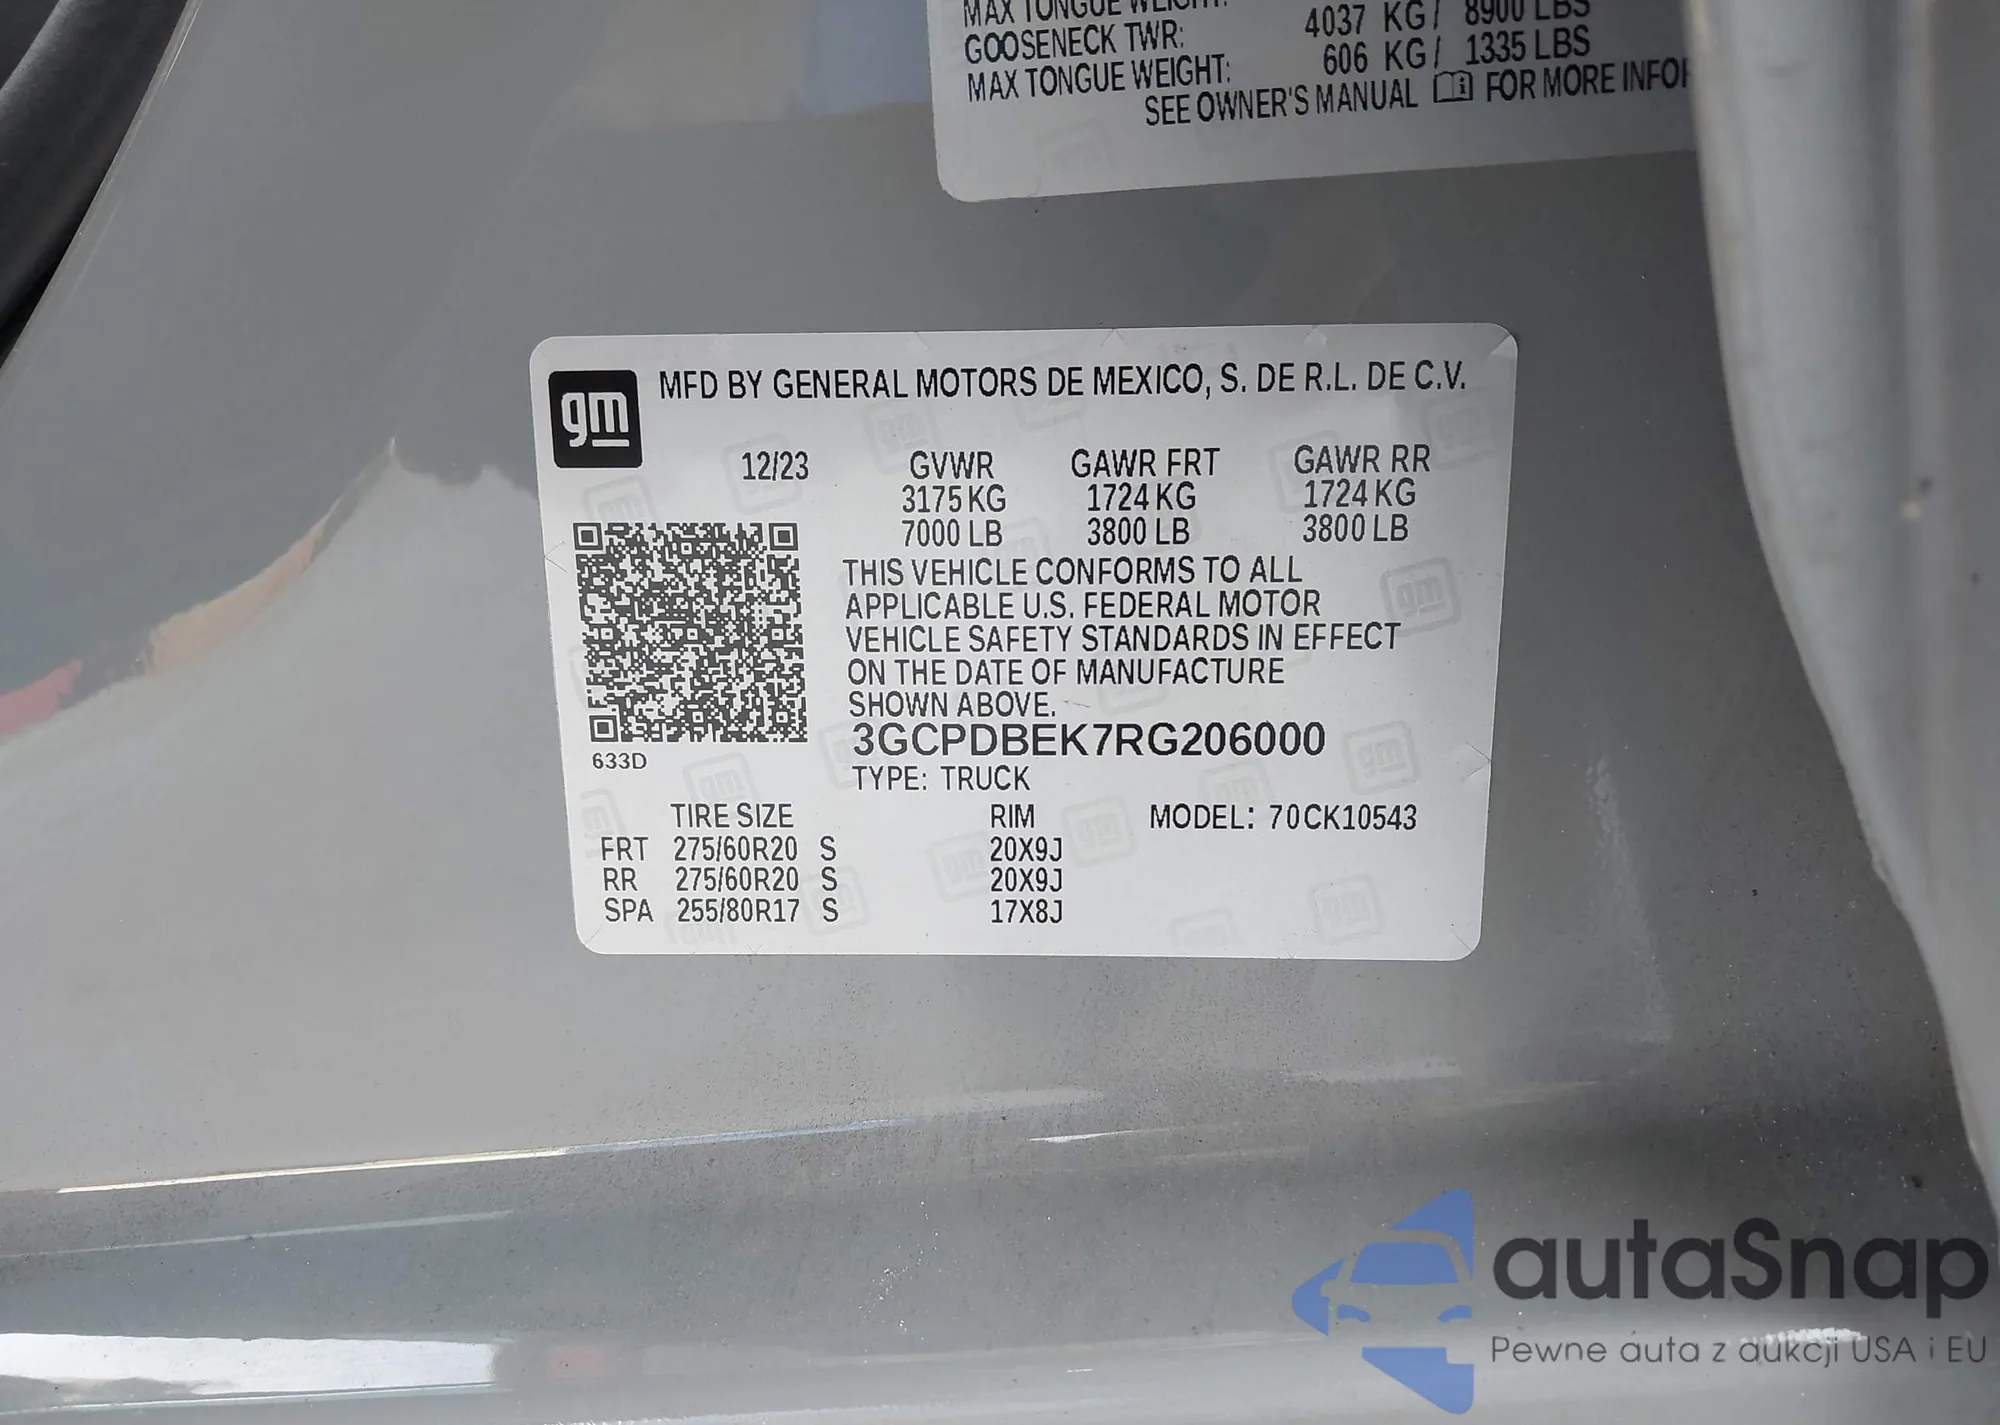 MAX TONGUE WEIGHT:
GOOSENECK TWR: 4037 KG/ 8900 LBS
MAX TONGUE WEIGHT: 606 KG/ 1335 LBS
SEE OWNER'S MANUAL FOR MORE INFOR
gm
MFD BY GENERAL MOTORS DE MEXICO, S. DE R.L. DE C.V.
12/23 GVWR GAWR FRT GAWR RR
3175 KG 1724 KG 1724 KG
7000 LB 3800 LB 3800 LB
THIS VEHICLE CONFORMS TO ALL
APPLICABLE U.S. FEDERAL MOTOR
VEHICLE SAFETY STANDARDS IN EFFECT
ON THE DATE OF MANUFACTURE
SHOWN ABOVE.
3GCPDBEK7RG206000
633D
TYPE: TRUCK
TIRE SIZE RIM MODEL: 70CK10543
FRT 275/60R20 S 20X9J
RR 275/60R20 S 20X9J
SPA 255/80R17 S 17X8J
autaSnap
Pewne auta z aukcji USA i EU